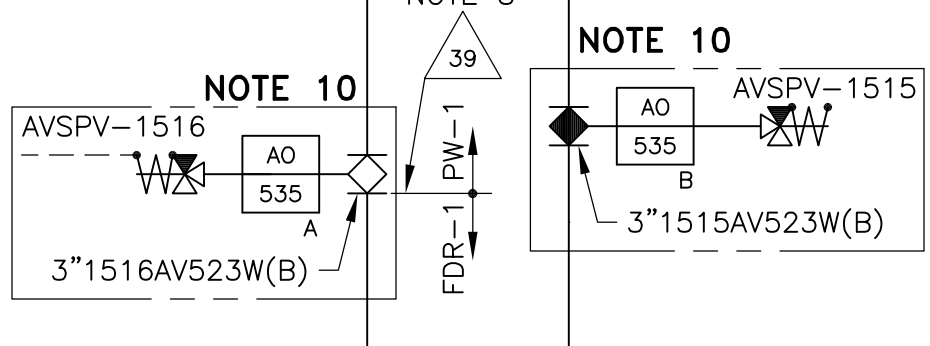 39
NOTE 10
AVSPV-1516
AO
535
A
3"1516AV523W(B)
PW-1
FDR-1
NOTE 10
AVSPV-1515
AO
535
B
3"1515AV523W(B)